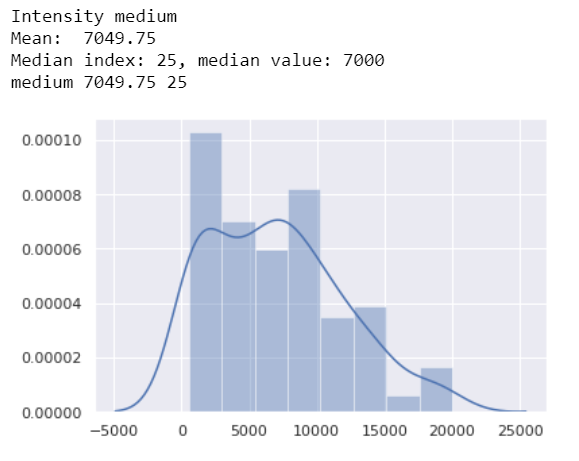 Intensity medium
Mean:  7049.75
Median index: 25, median value: 7000
medium 7049.75 25
0.00010
0.00008
0.00006
0.00004
0.00002
0.00000
−5000 0 5000 10000 15000 20000 25000